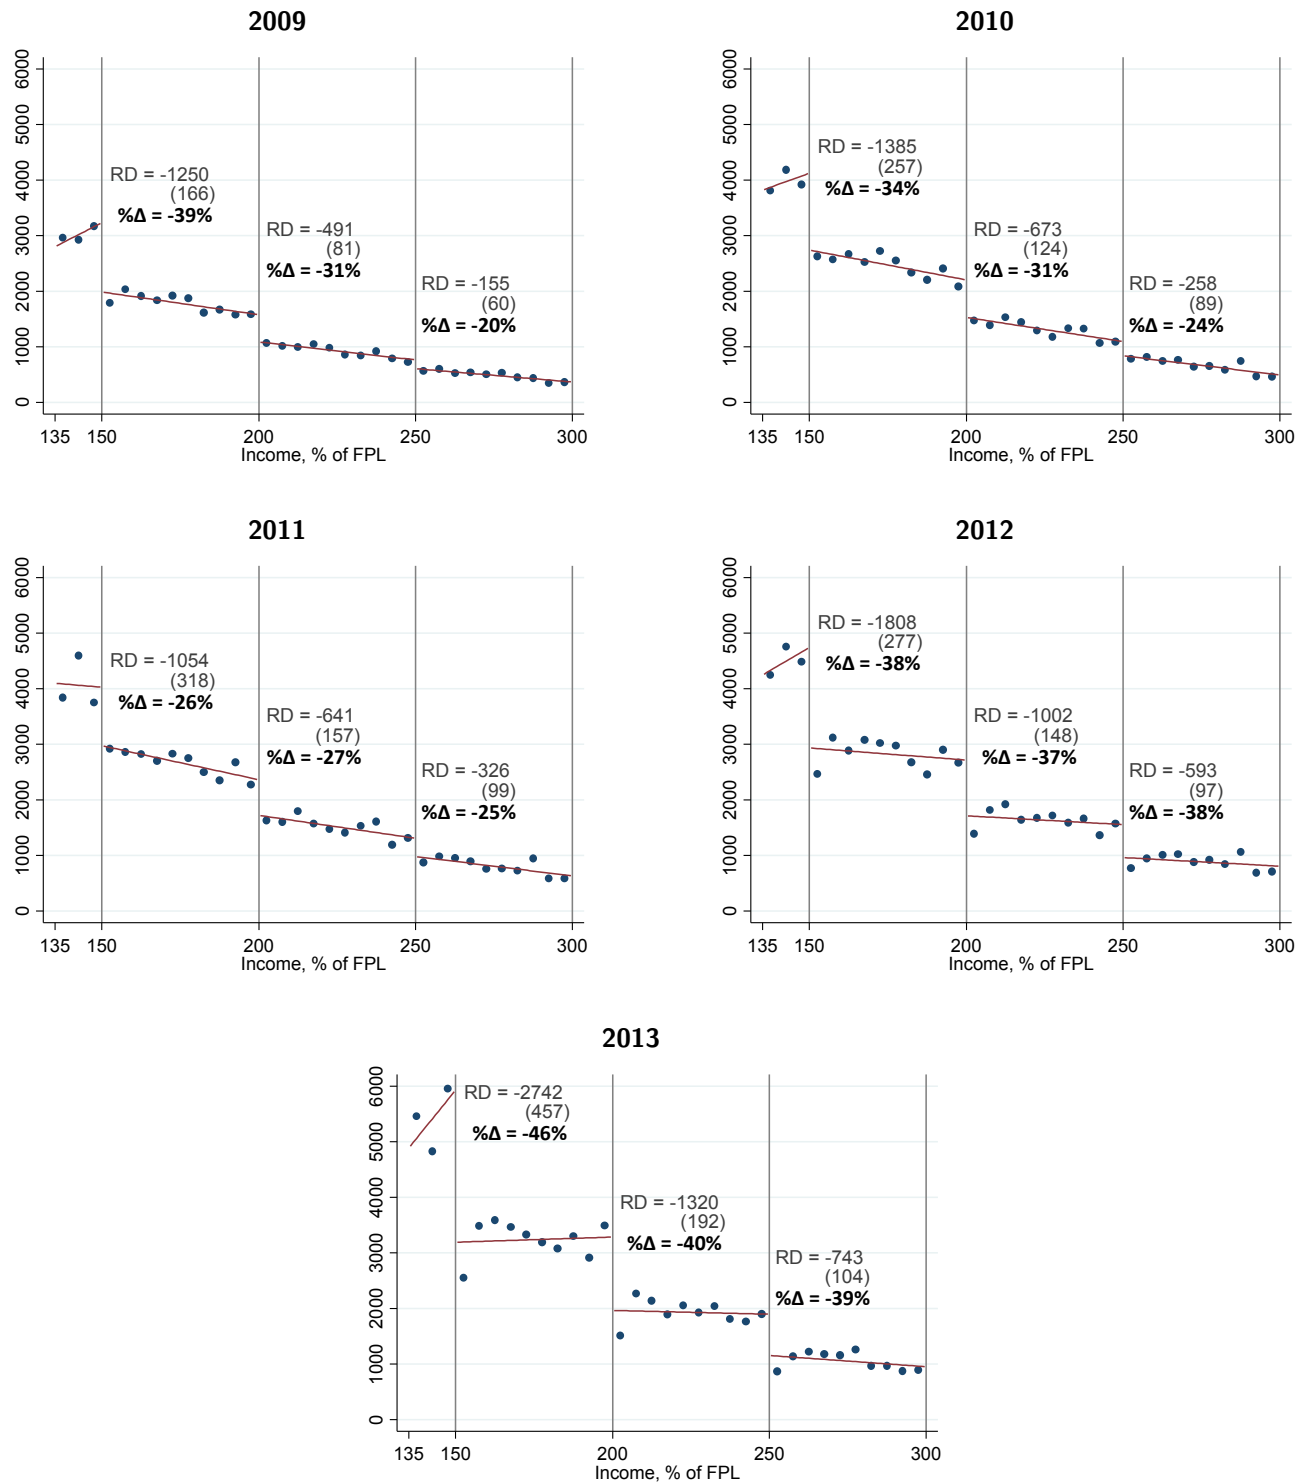 2009
6000
5000
4000
3000
2000
1000
0
RD = -1250
(166)
%Δ = -39%
RD = -491
(81)
%Δ = -31%
RD = -155
(60)
%Δ = -20%
135 150 200 250 300
Income, % of FPL
2010
6000
5000
4000
3000
2000
1000
0
RD = -1385
(257)
%Δ = -34%
RD = -673
(124)
%Δ = -31%
RD = -258
(89)
%Δ = -24%
135 150 200 250 300
Income, % of FPL
2011
6000
5000
4000
3000
2000
1000
0
RD = -1054
(318)
%Δ = -26%
RD = -641
(157)
%Δ = -27%
RD = -326
(99)
%Δ = -25%
135 150 200 250 300
Income, % of FPL
2012
6000
5000
4000
3000
2000
1000
0
RD = -1808
(277)
%Δ = -38%
RD = -1002
(148)
%Δ = -37%
RD = -593
(97)
%Δ = -38%
135 150 200 250 300
Income, % of FPL
2013
6000
5000
4000
3000
2000
1000
0
RD = -2742
(457)
%Δ = -46%
RD = -1320
(192)
%Δ = -40%
RD = -743
(104)
%Δ = -39%
135 150 200 250 300
Income, % of FPL